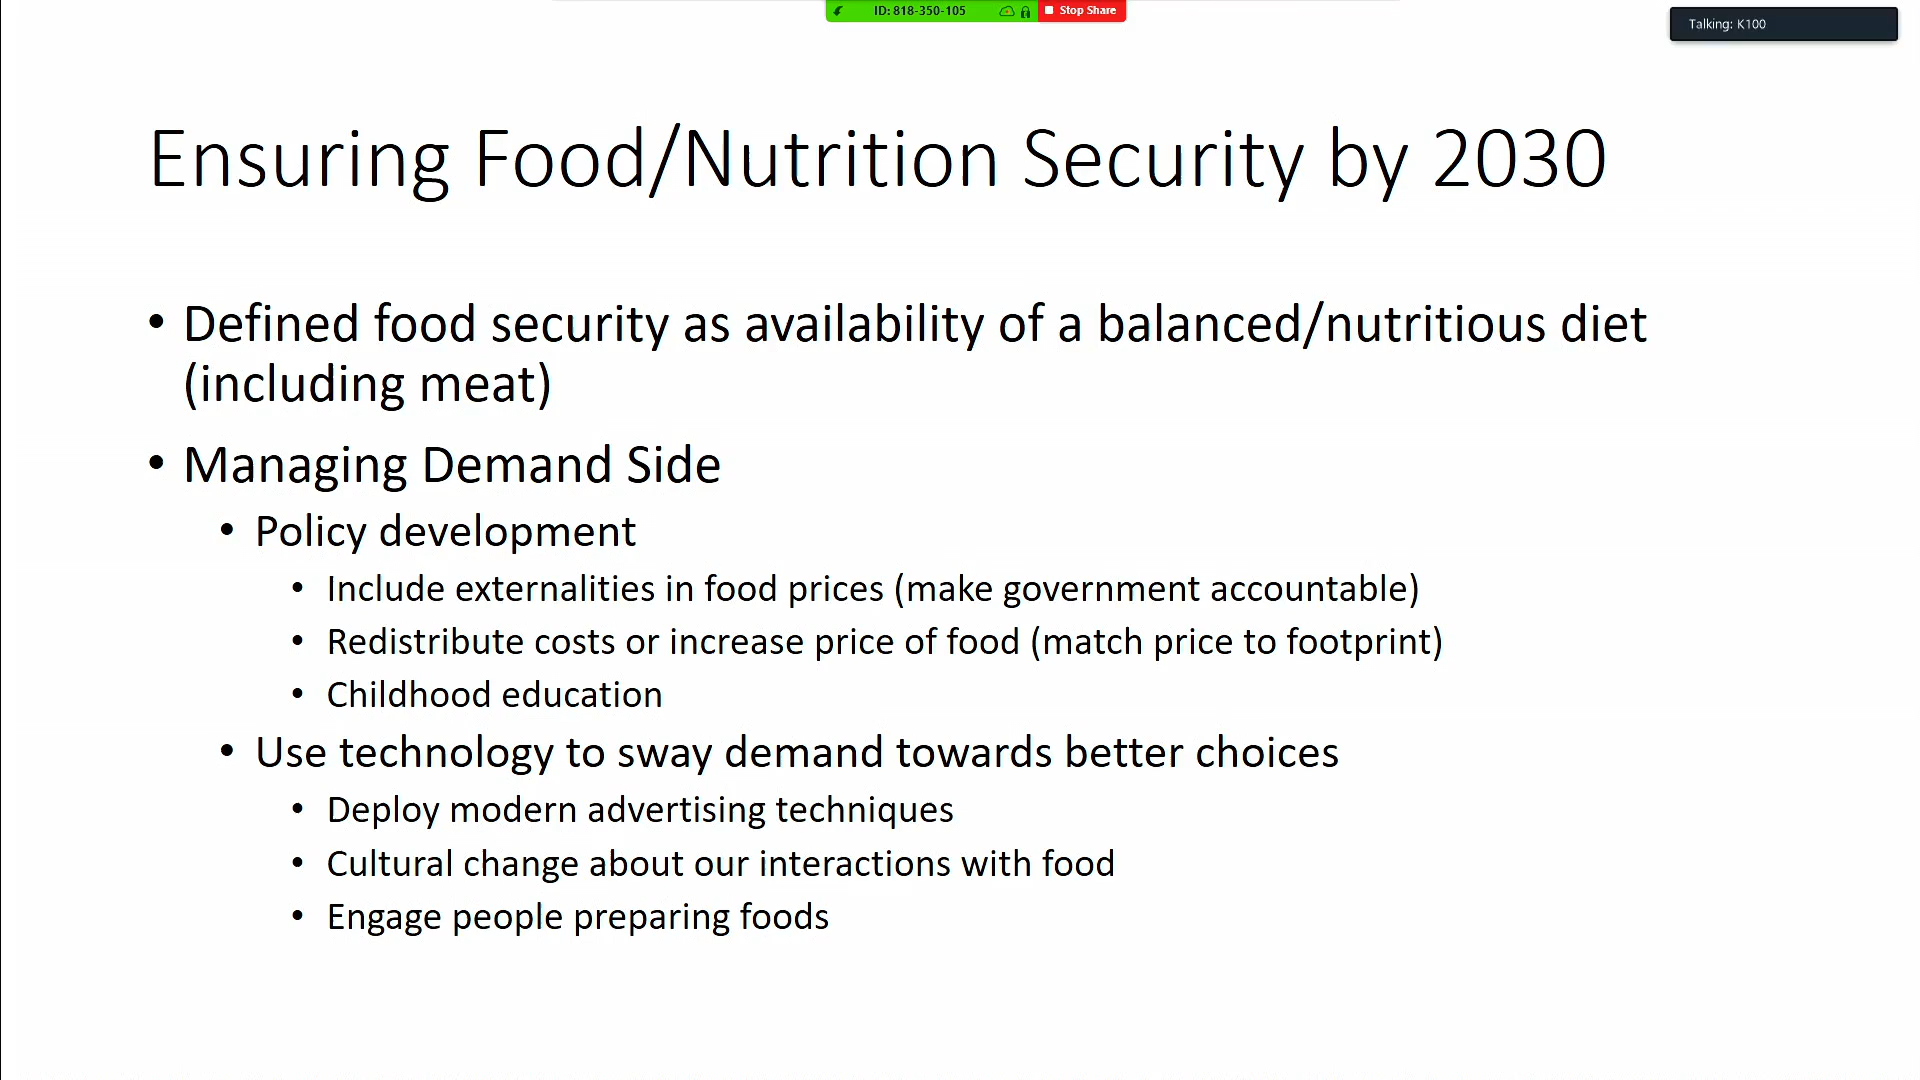 ID: 818-350-105 Stop Share
Talking: K100
Ensuring Food/Nutrition Security by 2030
• Defined food security as availability of a balanced/nutritious diet
(including meat)
• Managing Demand Side
• Policy development
• Include externalities in food prices (make government accountable)
• Redistribute costs or increase price of food (match price to footprint)
• Childhood education
• Use technology to sway demand towards better choices
• Deploy modern advertising techniques
• Cultural change about our interactions with food
• Engage people preparing foods